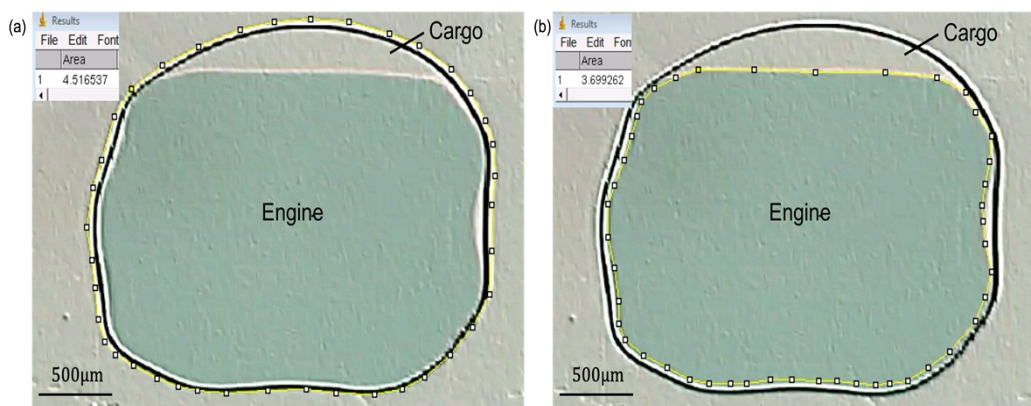 (a)
Results
File Edit Font
Area
1 4.516537
Cargo
Engine
500μm
(b)
Results
File Edit Fon
Area
1 3.699262
Cargo
Engine
500μm